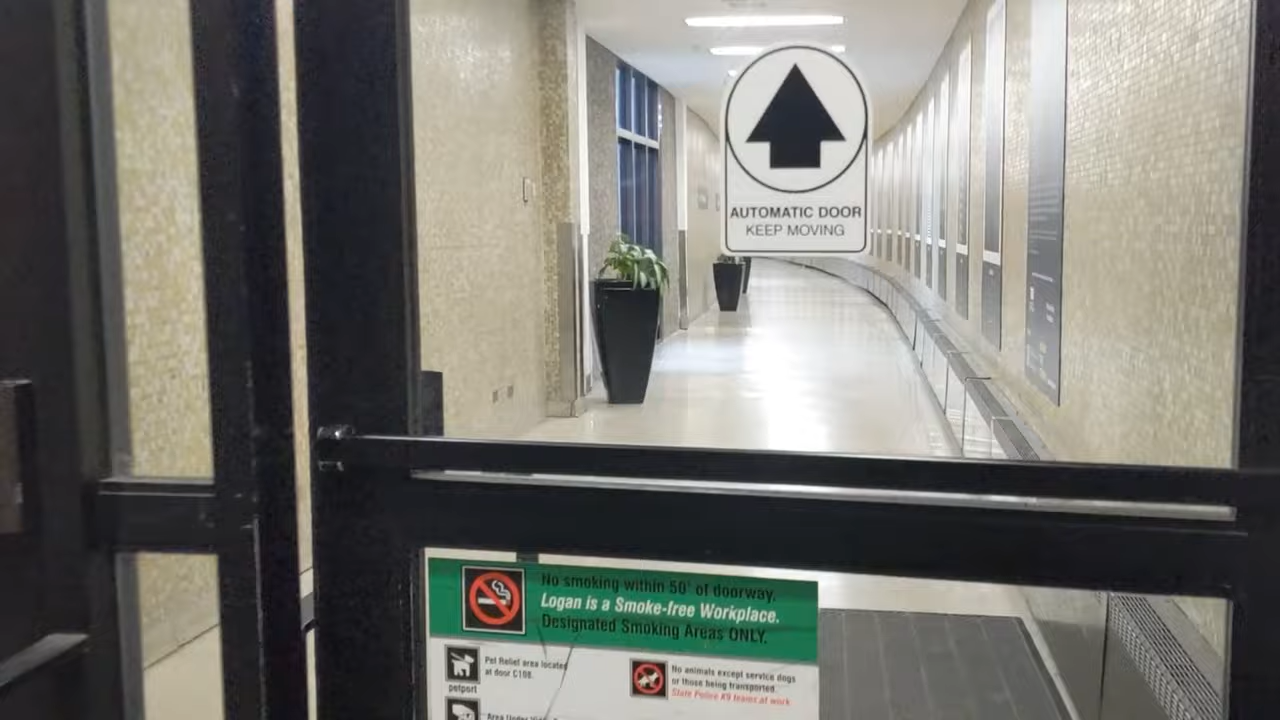 AUTOMATIC DOOR
KEEP MOVING
No smoking within 50' of doorway.
Logan is a Smoke-free Workplace.
Designated Smoking Areas ONLY.
Pet Relief area located
at door C108.
petport
No animals except service dogs
or those being transported.
State Police K9 teams at work
Area Under